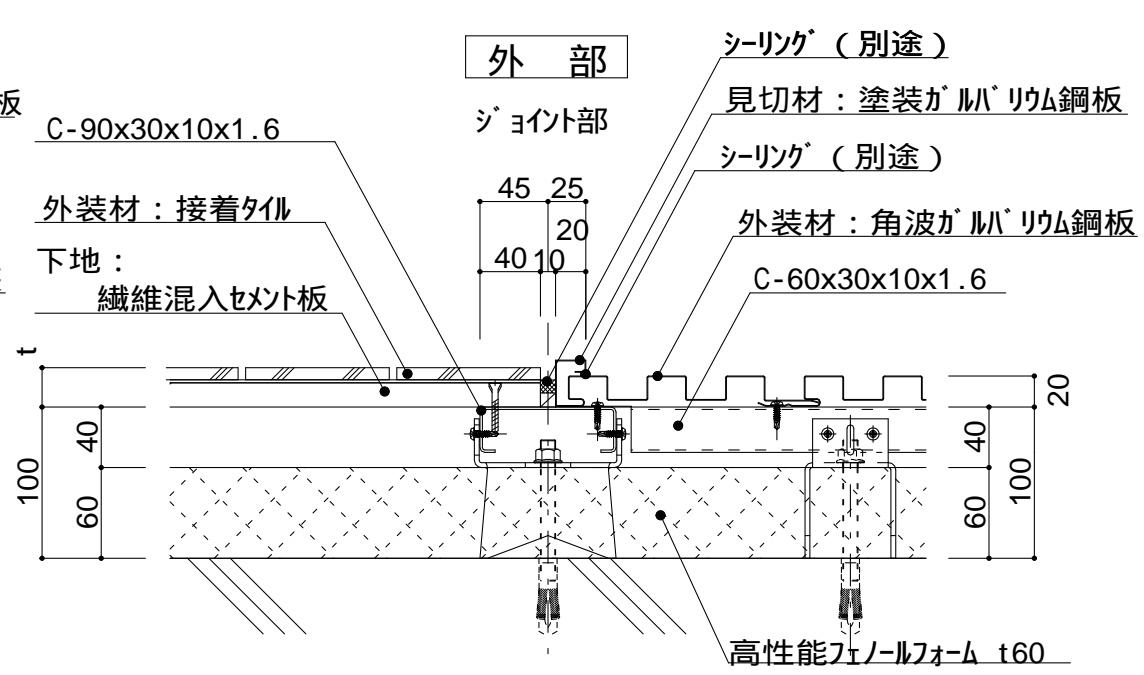 外 部
ジョイント部
板
C-90x30x10x1.6
外装材：接着タイル
下地：
繊維混入セメント板
シーリング（別途）
見切材：塗装ガルバリウム鋼板
シーリング（別途）
外装材：角波ガルバリウム鋼板
C-60x30x10x1.6
45 25
20
40 10
t
20
40
100
60
40
100
60
高性能フェノールフォーム t60